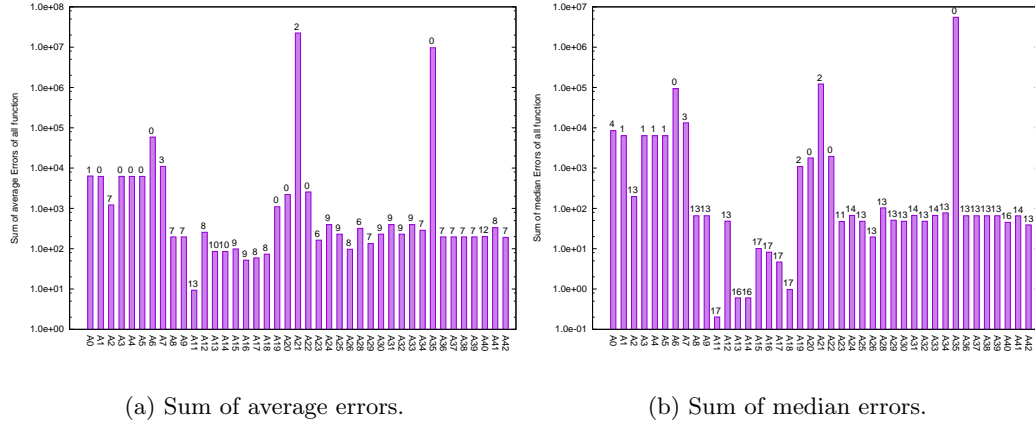 1.0e+08
1.0e+07
1.0e+06
1.0e+05
1.0e+04
1.0e+03
1.0e+02
1.0e+01
1.0e+00
Sum of average Errors of all function
1 0 7 0 0 0 0 3 7 7 13 8 10 10 9 9 8 8 0 0 2 0 6 9 9 8 6 7 9 9 9 9 7 0 7 7 7 7 12 8 7
A0 A1 A2 A3 A4 A5 A6 A7 A8 A9 A11 A12 A13 A14 A15 A16 A17 A18 A19 A20 A21 A22 A23 A24 A25 A26 A28 A29 A30 A31 A32 A33 A34 A35 A36 A37 A38 A39 A40 A41 A42
(a) Sum of average errors.
1.0e+07
1.0e+06
1.0e+05
1.0e+04
1.0e+03
1.0e+02
1.0e+01
1.0e+00
1.0e-01
Sum of median Errors of all function
4 1 13 1 1 1 0 3 13 13 17 13 16 16 17 17 17 16 2 0 2 0 11 14 13 13 13 13 13 14 13 14 14 0 13 13 13 13 16 14 13
A0 A1 A2 A3 A4 A5 A6 A7 A8 A9 A11 A12 A13 A14 A15 A16 A17 A18 A19 A20 A21 A22 A23 A24 A25 A26 A28 A29 A30 A31 A32 A33 A34 A35 A36 A37 A38 A39 A40 A41 A42
(b) Sum of median errors.